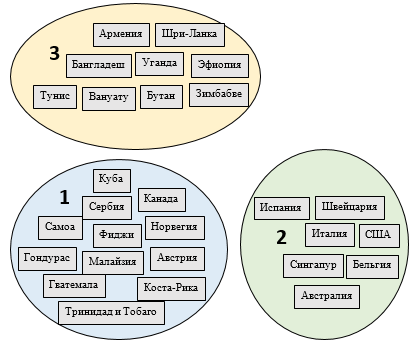 Армения Шри-Ланка
3
Бангладеш Уганда Эфиопия
Тунис Вануату Бутан Зимбабве
Куба
1 Сербия Канада
Самоа Фиджи Норвегия
Гондурас Малайзия Австрия
Гватемала Коста-Рика
Тринидад и Тобаго
Испания Швейцария
2 Италия США
Сингапур Бельгия
Австралия